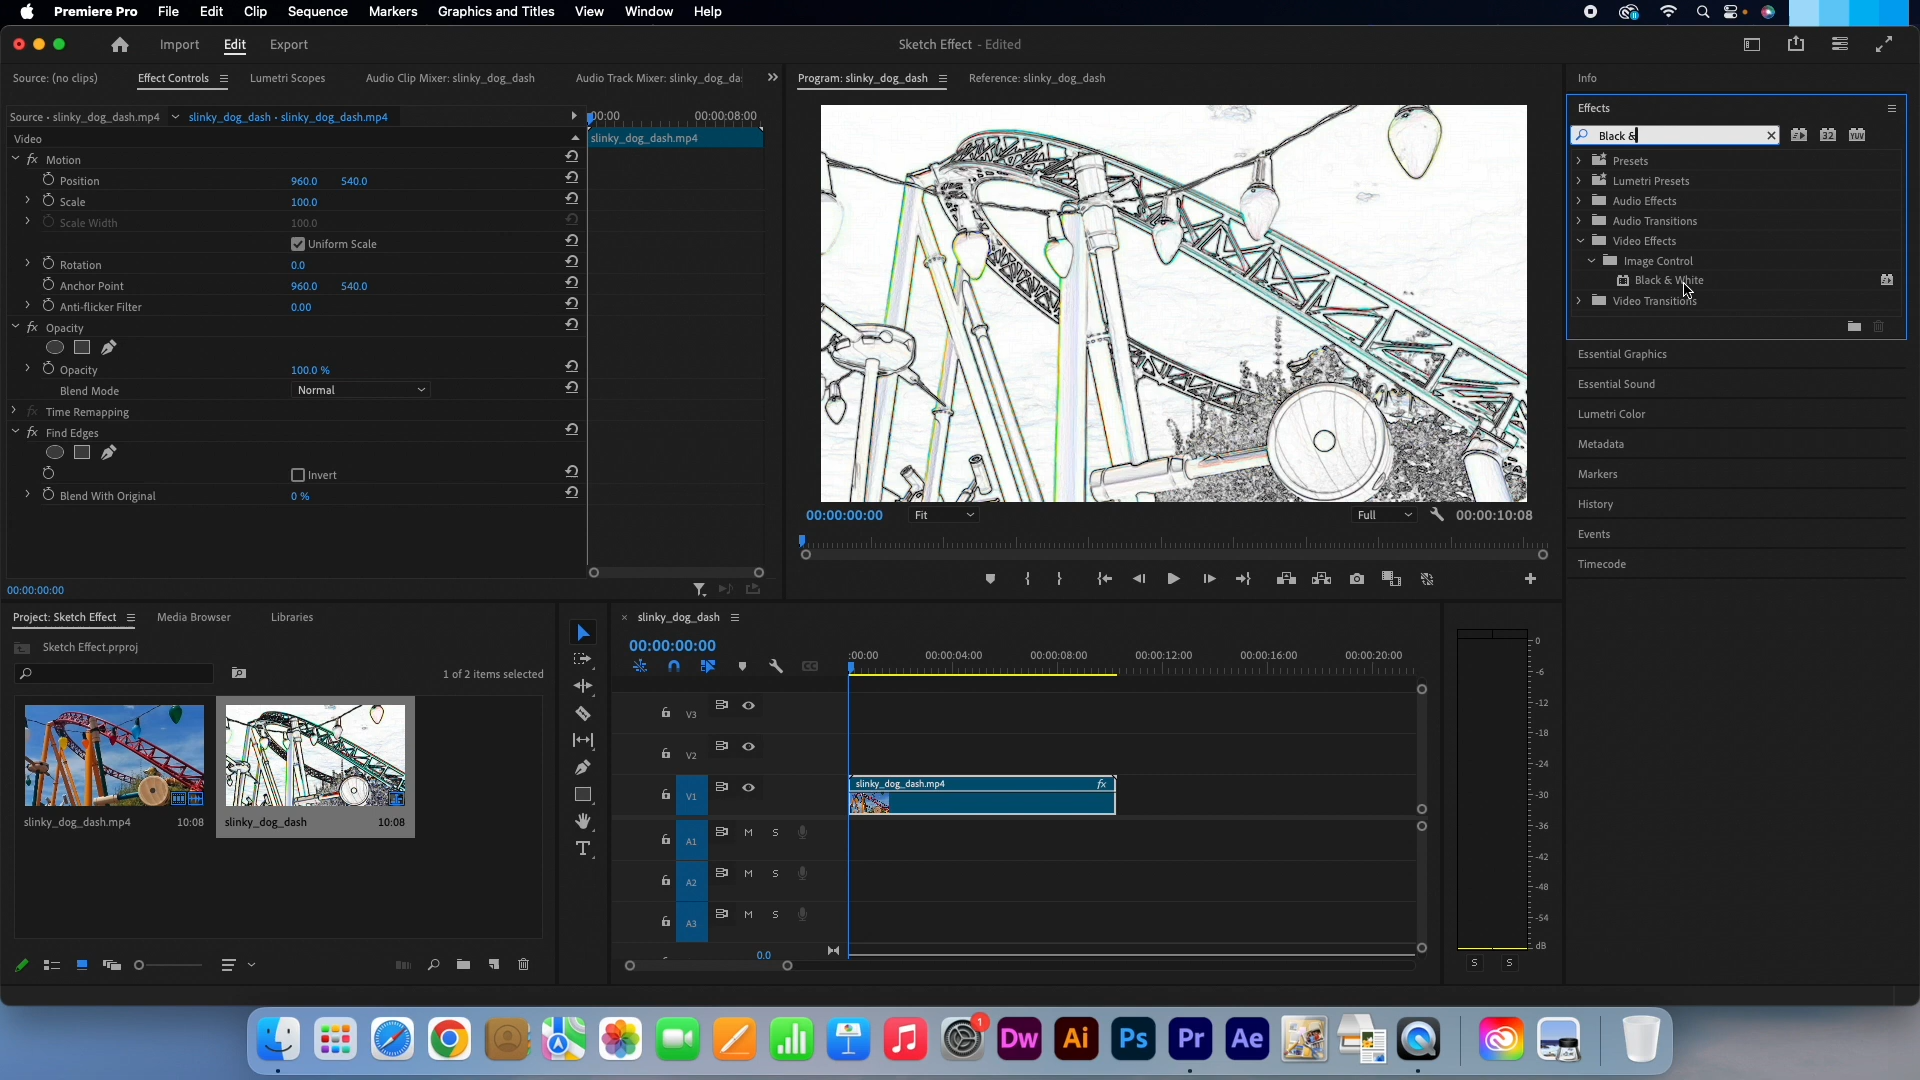 Premiere Pro File Edit Clip Sequence Markers Graphics and Titles View Window Help
Import Edit Export Sketch Effect - Edited
Source: (no clips) Effect Controls Lumetri Scopes Audio Clip Mixer: slinky_dog_dash Audio Track Mixer: slinky_dog_da
Source • slinky_dog_dash.mp4 slinky_dog_dash • slinky_dog_dash.mp4
00:00 00:00:08:00
Video
slinky_dog_dash.mp4
fx Motion
Position 960.0 540.0
Scale 100.0
Scale Width 100.0
Uniform Scale
Rotation 0.0
Anchor Point 960.0 540.0
Anti-flicker Filter 0.00
fx Opacity
Opacity 100.0 %
Blend Mode Normal
fx Time Remapping
fx Find Edges
Invert
Blend With Original 0 %
00:00:00:00
Program: slinky_dog_dash Reference: slinky_dog_dash
00:00:00:00 Fit Full 00:00:10:08
Info
Effects
Black & 32 YUV
Presets
Lumetri Presets
Audio Effects
Audio Transitions
Video Effects
Image Control
Black & White
Video Transitions
Essential Graphics
Essential Sound
Lumetri Color
Metadata
Markers
History
Events
Timecode
Project: Sketch Effect Media Browser Libraries
Sketch Effect.prproj
1 of 2 items selected
slinky_dog_dash.mp4 10:08 slinky_dog_dash 10:08
slinky_dog_dash
00:00:00:00
:00:00 00:00:04:00 00:00:08:00 00:00:12:00 00:00:16:00 00:00:20:00
CC
V3
V2
V1 slinky_dog_dash.mp4 fx
A1 M S
A2 M S
A3 M S
0.0
0
-6
-12
-18
-24
-30
-36
-42
-48
-54
dB
S S
T
1
Dw Ai Ps Pr Ae